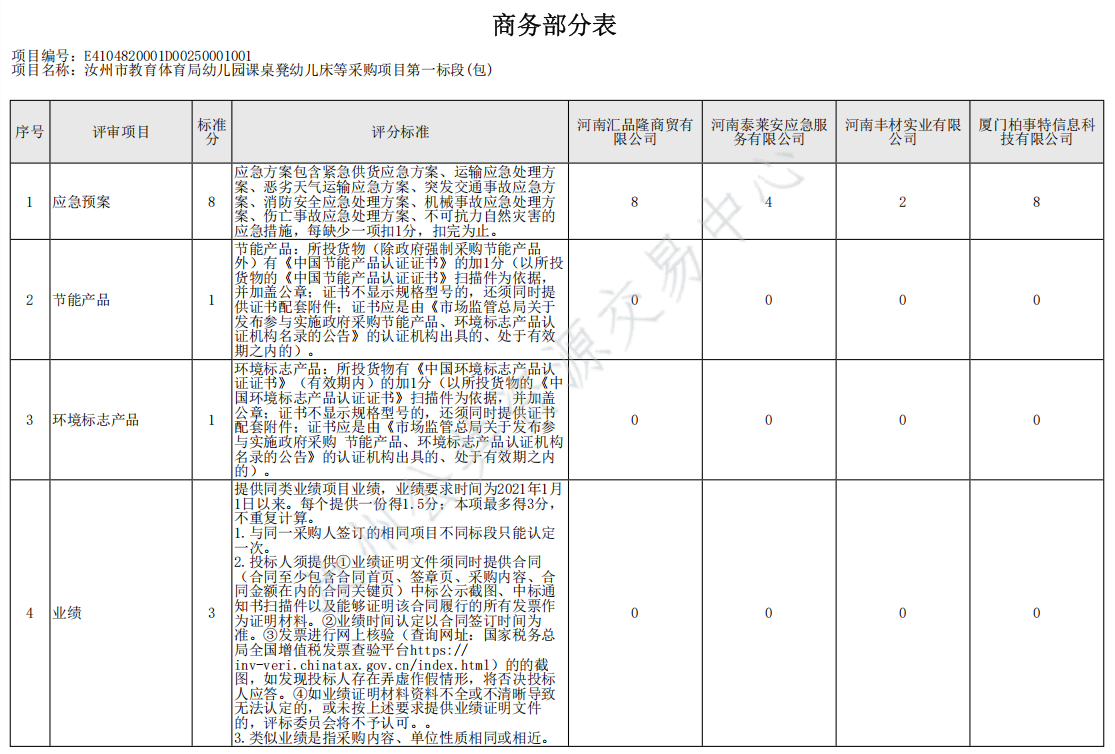 商务部分表
项目编号：E4104820001D00250001001
项目名称：汝州市教育体育局幼儿园课桌凳幼儿床等采购项目第一标段(包)
序号
评审项目
标准
分
评分标准
河南汇品隆商贸有
限公司
河南泰莱安应急服
务有限公司
河南丰材实业有限
公司
厦门柏事特信息科
技有限公司
1
应急预案
8
应急方案包含紧急供货应急方案、运输应急处理方
案、恶劣天气运输应急方案、突发交通事故应急方
案、消防安全应急处理方案、机械事故应急处理方
案、伤亡事故应急处理方案、不可抗力自然灾害的
应急措施，每缺少一项扣1分，扣完为止。
8
4
2
8
2
节能产品
1
节能产品：所投货物（除政府强制采购节能产品
外）有《中国节能产品认证证书》的加1分（以所投
货物的《中国节能产品认证证书》扫描件为依据，
并加盖公章；证书不显示规格型号的，还须同时提
供证书配套附件；证书应是由《市场监管总局关于
发布参与实施政府采购节能产品、环境标志产品认
证机构名录的公告》的认证机构出具的、处于有效
期之内的）。
0
0
0
0
3
环境标志产品
1
环境标志产品：所投货物有《中国环境标志产品认
证证书》（有效期内）的加1分（以所投货物的《中
国环境标志产品认证证书》扫描件为依据，并加盖
公章；证书不显示规格型号的，还须同时提供证书
配套附件；证书应是由《市场监管总局关于发布参
与实施政府采购 节能产品、环境标志产品认证机构
名录的公告》的认证机构出具的、处于有效期之内
的）。
0
0
0
0
4
业绩
3
提供同类业绩项目业绩，业绩要求时间为2021年1月
1日以来。每个提供一份得1.5分；本项最多得3分，
不重复计算。
1.与同一采购人签订的相同项目不同标段只能认定
一次。
2.投标人须提供①业绩证明文件须同时提供合同
（合同至少包含合同首页、签章页、采购内容、合
同金额在内的合同关键页）中标公示截图、中标通
知书扫描件以及能够证明该合同履行的所有发票作
为证明材料。②业绩时间认定以合同签订时间为
准。③发票进行网上核验（查询网址：国家税务总
局全国增值税发票查验平台https://
inv-veri.chinatax.gov.cn/index.html）的的截
图，如发现投标人存在弄虚作假情形，将否决投标
人应答。④如业绩证明材料资料不全或不清晰导致
无法认定的，或未按上述要求提供业绩证明文件
的，评标委员会将不予认可。。
3.类似业绩是指采购内容、单位性质相同或相近。
0
0
0
0
汝州公共资源交易中心